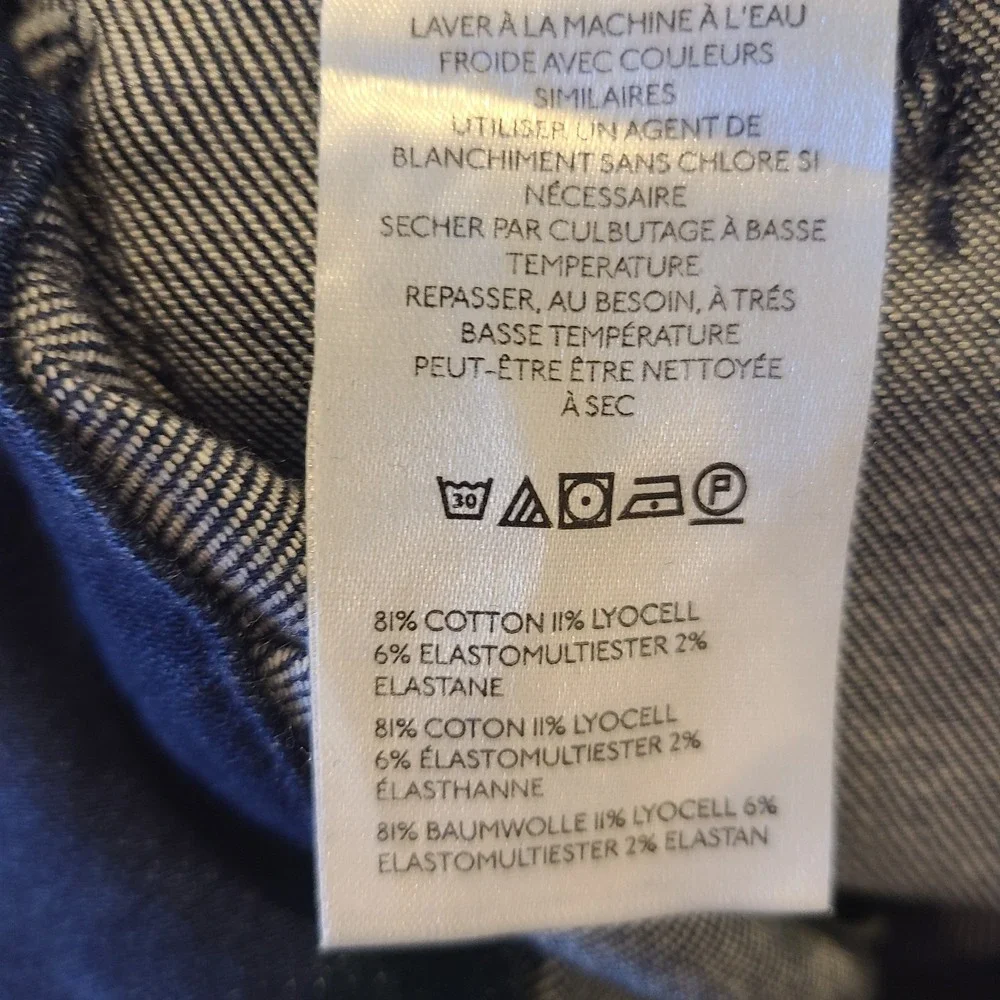 LAVER À LA MACHINE À L'EAU
FROIDE AVEC COULEURS
SIMILAIRES
UTILISER UN AGENT DE
BLANCHIMENT SANS CHLORE SI
NÉCESSAIRE
SECHER PAR CULBUTAGE À BASSE
TEMPERATURE
REPASSER, AU BESOIN, À TRÉS
BASSE TEMPÉRATURE
PEUT-ÊTRE ÊTRE NETTOYÉE
À SEC
30 P
81% COTTON 11% LYOCELL
6% ELASTOMULTIESTER 2%
ELASTANE
81% COTON 11% LYOCELL
6% ÉLASTOMULTIESTER 2%
ÉLASTHANNE
81% BAUMWOLLE 11% LYOCELL 6%
ELASTOMULTIESTER 2% ELASTAN